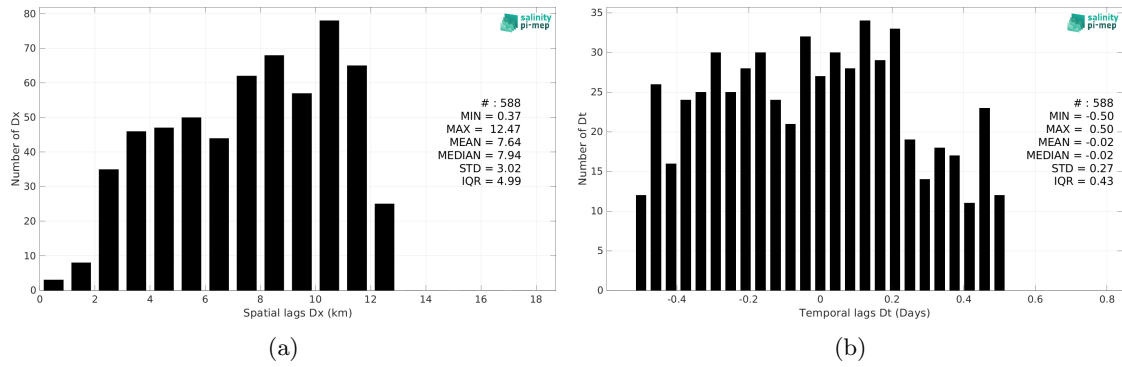 80
70
60
50
40
30
20
10
0
Number of Dx
0 2 4 6 8 10 12 14 16 18
Spatial lags Dx (km)
salinity
pi-mep
# : 588
MIN = 0.37
MAX = 12.47
MEAN = 7.64
MEDIAN = 7.94
STD = 3.02
IQR = 4.99
(a)
35
30
25
20
15
10
5
0
Number of Dt
-0.4 -0.2 0 0.2 0.4 0.6 0.8
Temporal lags Dt (Days)
salinity
pi-mep
# : 588
MIN = -0.50
MAX = 0.50
MEAN = -0.02
MEDIAN = -0.02
STD = 0.27
IQR = 0.43
(b)